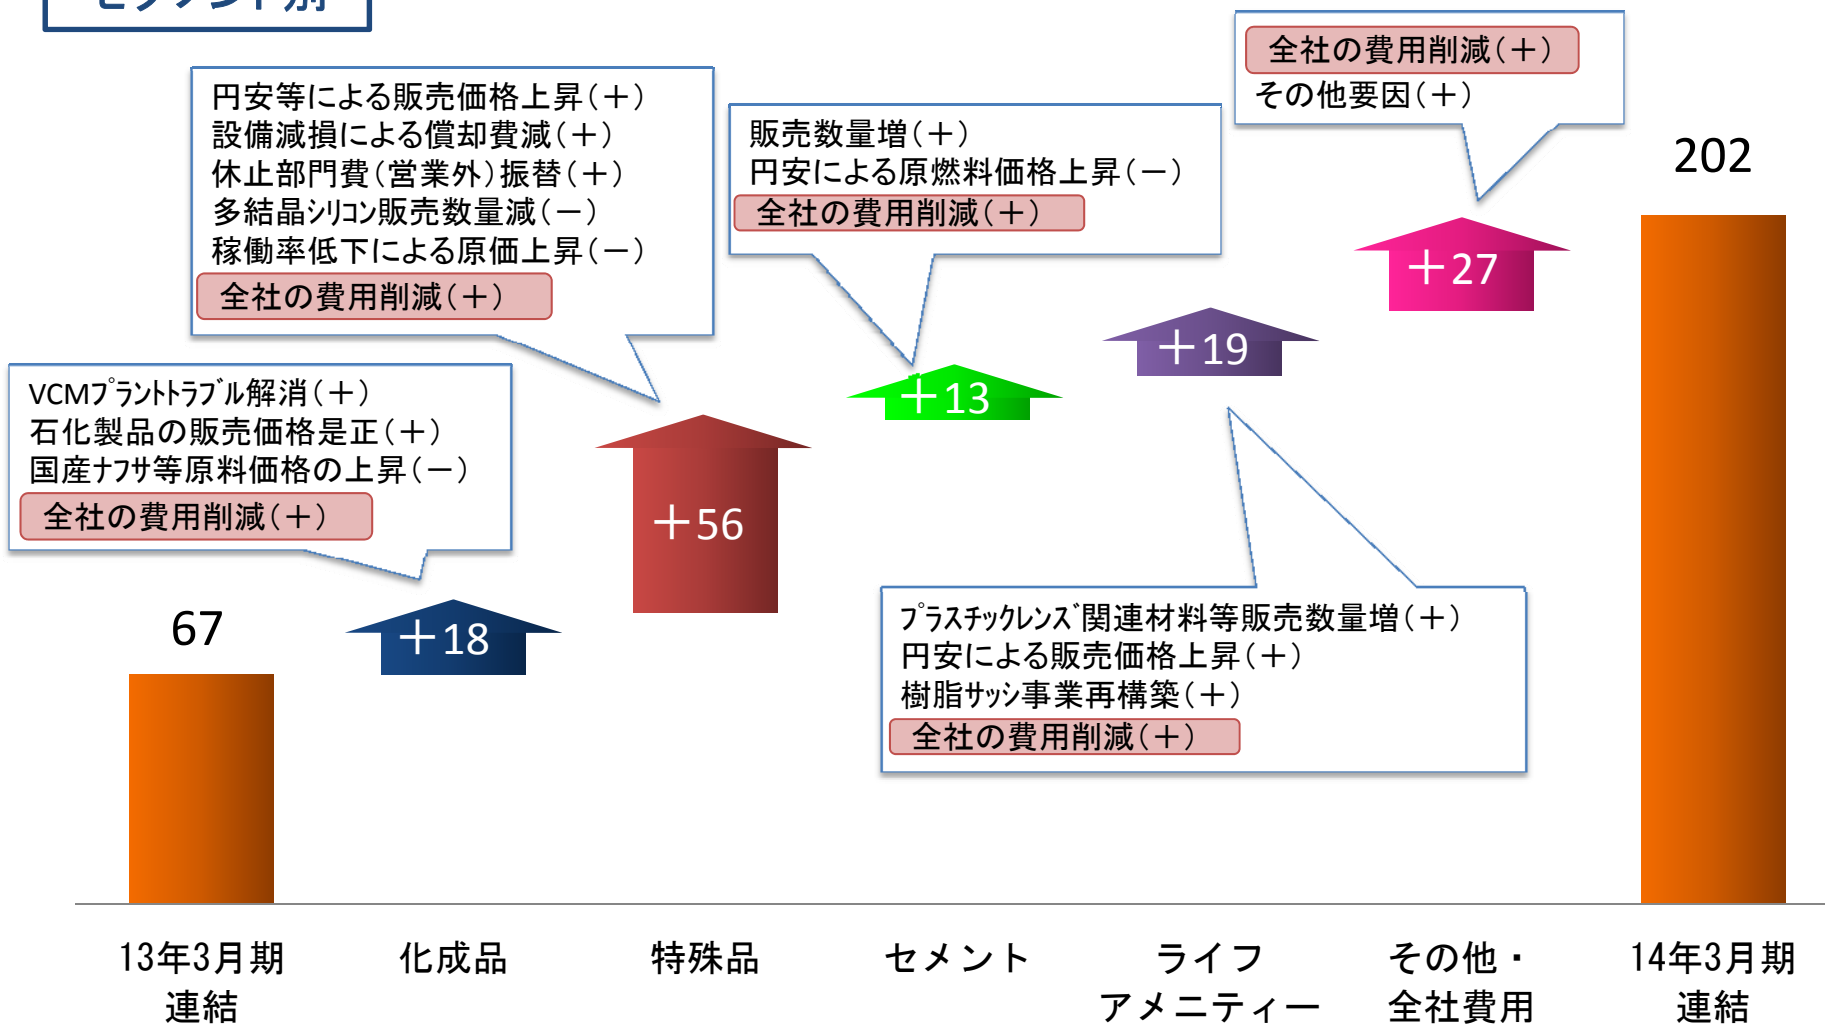 セグメント別
全社の費用削減(＋)
その他要因(＋)
円安等による販売価格上昇(＋)
設備減損による償却費減(＋)
休止部門費(営業外)振替(＋)
多結晶ｼﾘｺﾝ販売数量減(－)
稼働率低下による原価上昇(－)
全社の費用削減(＋)
販売数量増(＋)
円安による原燃料価格上昇(－)
全社の費用削減(＋)
202
＋27
＋19
＋13
VCMﾌﾟﾗﾝﾄﾄﾗﾌﾞﾙ解消(＋)
石化製品の販売価格是正(＋)
国産ﾅﾌｻ等原料価格の上昇(－)
全社の費用削減(＋)
＋56
67
＋18
ﾌﾟﾗｽﾁｯｸﾚﾝｽﾞ関連材料等販売数量増(＋)
円安による販売価格上昇(＋)
樹脂ｻｯｼ事業再構築(＋)
全社の費用削減(＋)
13年3月期
連結
化成品
特殊品
セメント
ライフ
アメニティー
その他・
全社費用
14年3月期
連結